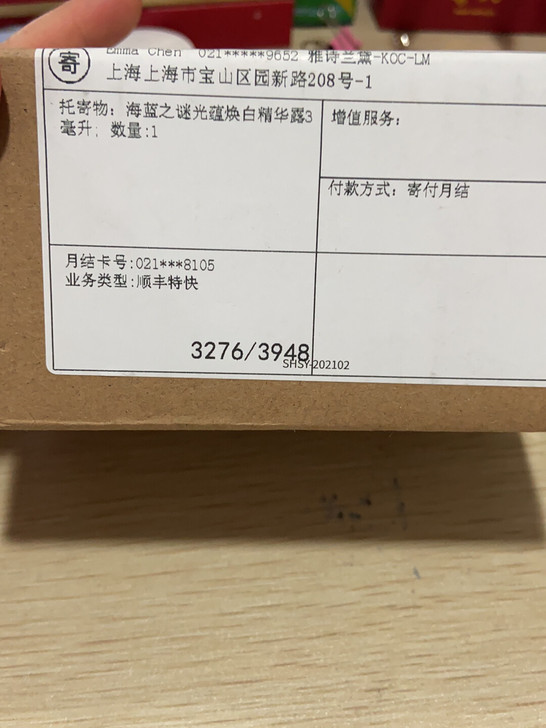 寄
Emma Chen 021*****9652 雅诗兰黛-KOC-LM
上海上海市宝山区园新路208号-1
托寄物：海蓝之谜光蕴焕白精华露3
毫升，数量:1
增值服务：
付款方式：寄付月结
月结卡号:021***8105
业务类型:顺丰特快
3276/3948
SHSY-202102